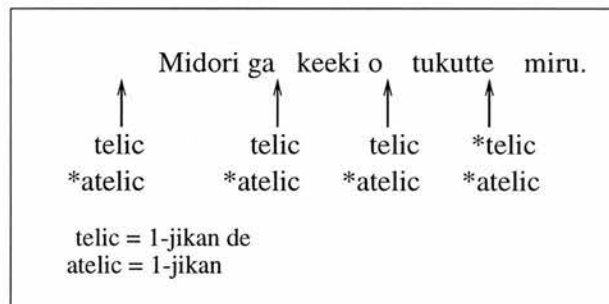 Midori ga keeki o tukutte miru.
telic telic telic *telic
*atelic *atelic *atelic *atelic
telic = 1-jikan de
atelic = 1-jikan